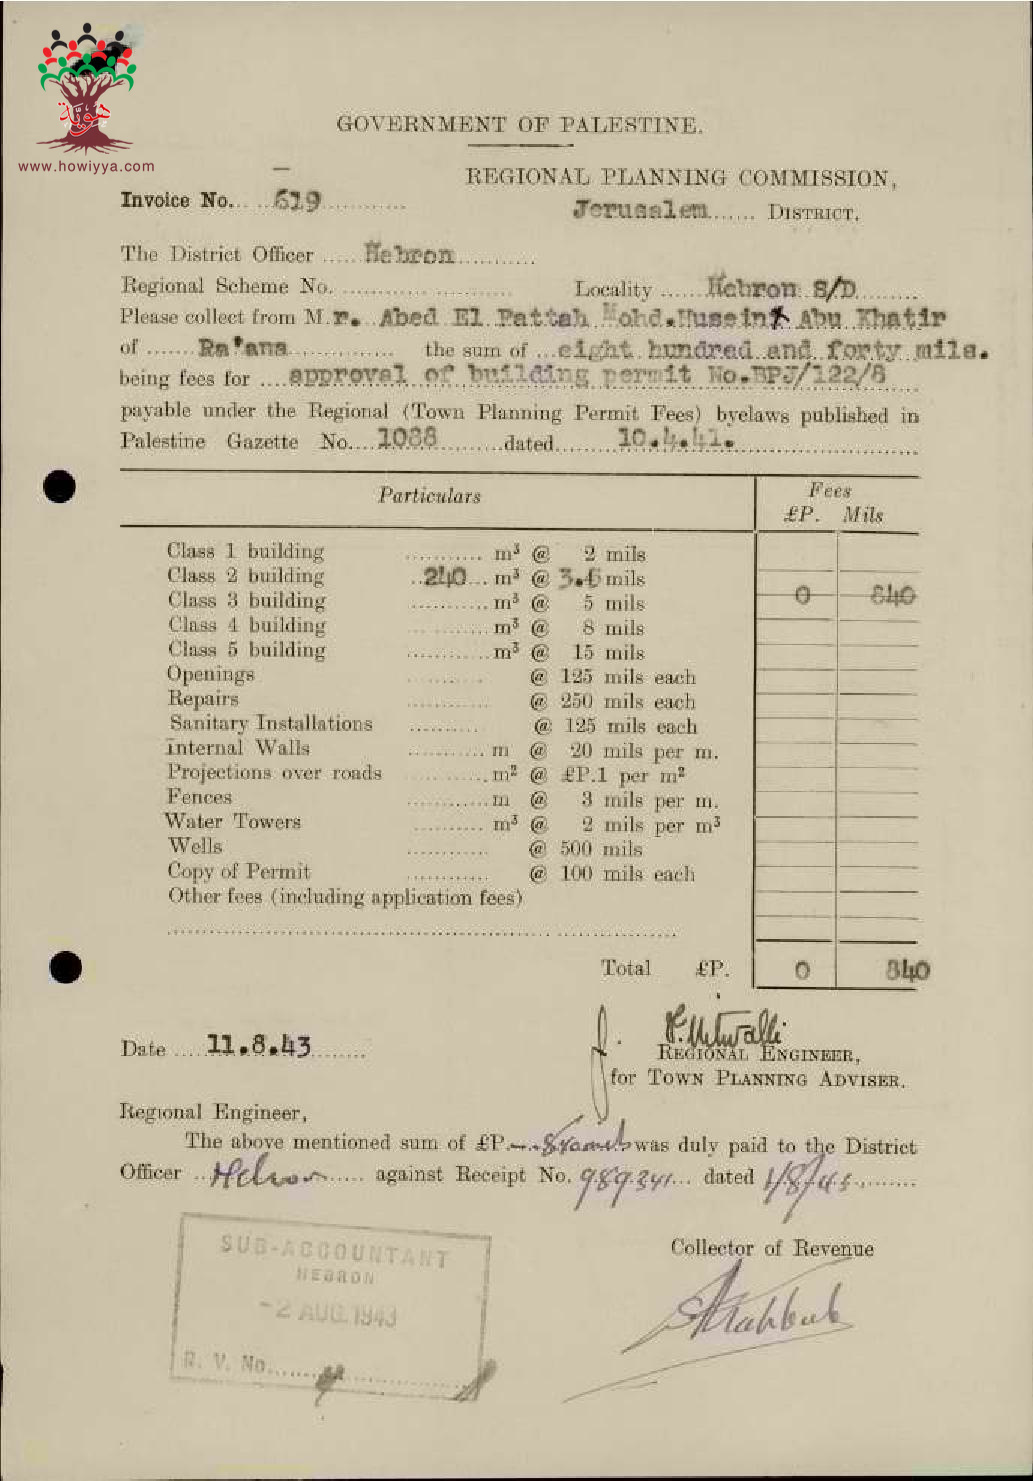 هوية
www.howiyya.com
GOVERNMENT OF PALESTINE.
REGIONAL PLANNING COMMISSION,
Invoice No. 619
Jerusalem DISTRICT.
The District Officer Hebron
Regional Scheme No. Locality Hebron S/D
Please collect from Mr. Abed El Fattah Mohd. Hussein Abu Khatir
of Ra'ana the sum of eight hundred and forty mils.
being fees for approval of building permit No.BPJ/122/8
payable under the Regional (Town Planning Permit Fees) byelaws published in
Palestine Gazette No. 1088 dated 10.4.41.
Particulars Fees
£P. Mils
Class 1 building m³ @ 2 mils
Class 2 building 240 m³ @ 3.5 mils 0 840
Class 3 building m³ @ 5 mils
Class 4 building m³ @ 8 mils
Class 5 building m³ @ 15 mils
Openings @ 125 mils each
Repairs @ 250 mils each
Sanitary Installations @ 125 mils each
Internal Walls m @ 20 mils per m.
Projections over roads m² @ £P.1 per m²
Fences m @ 3 mils per m.
Water Towers m³ @ 2 mils per m³
Wells @ 500 mils
Copy of Permit @ 100 mils each
Other fees (including application fees)
Total £P. 0 840
Date 11.8.43
REGIONAL ENGINEER,
for TOWN PLANNING ADVISER.
Regional Engineer,
The above mentioned sum of £P. — 840 mils was duly paid to the District
Officer Hebron against Receipt No. 989341 dated
Collector of Revenue
SUB-ACCOUNTANT
HEBRON
-2 AUG. 1943
R. V. No.